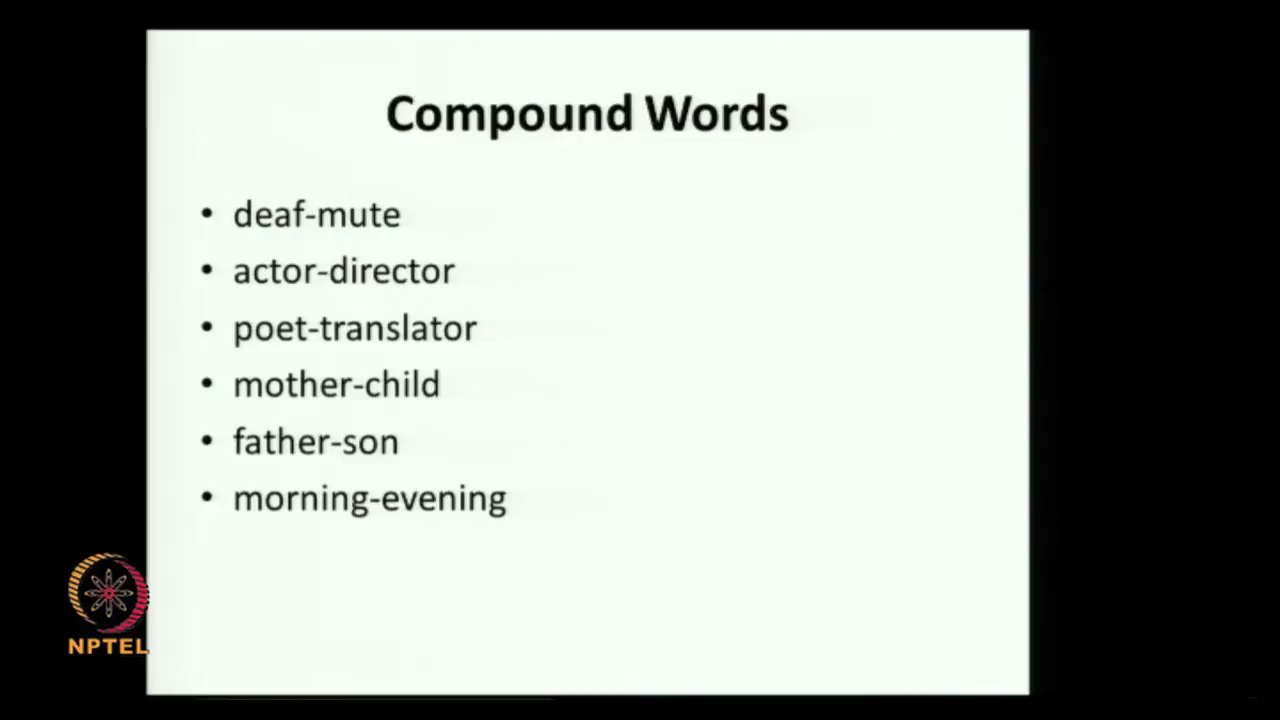 Compound Words
• deaf-mute
• actor-director
• poet-translator
• mother-child
• father-son
• morning-evening
NPTEL